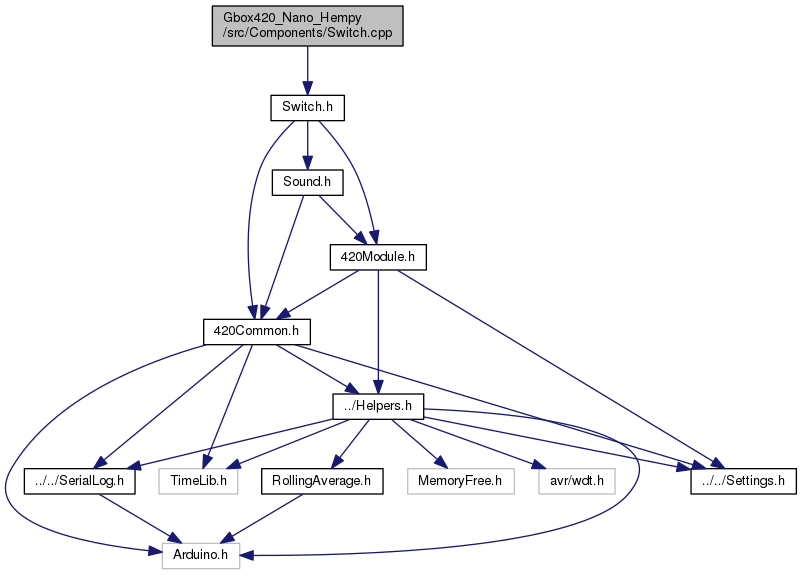 Gbox420_Nano_Hempy
/src/Components/Switch.cpp
Switch.h
Sound.h
420Module.h
420Common.h
../Helpers.h
../../SerialLog.h
TimeLib.h
RollingAverage.h
MemoryFree.h
avr/wdt.h
../../Settings.h
Arduino.h